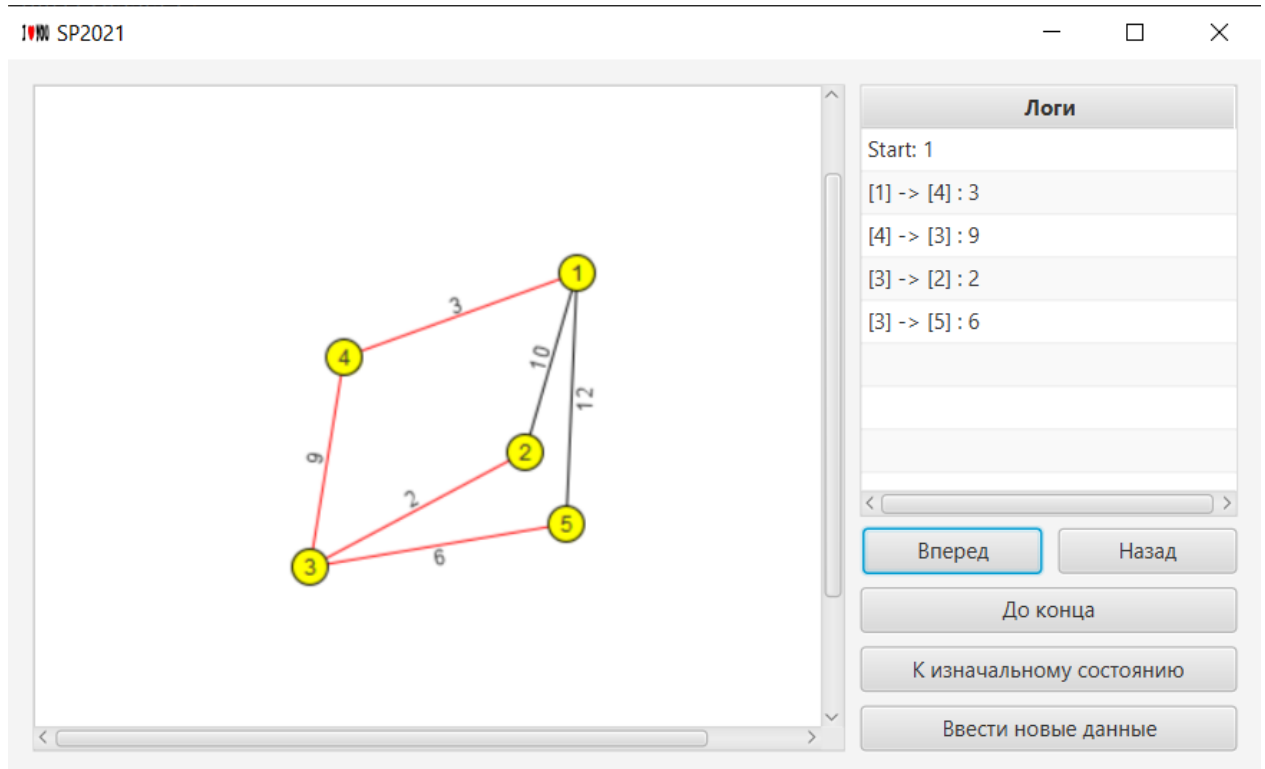 SP2021
Логи
Start: 1
[1] -> [4] : 3
[4] -> [3] : 9
[3] -> [2] : 2
[3] -> [5] : 6
1
3
4
10
12
2
9
2
5
6
3
Вперед
Назад
До конца
К изначальному состоянию
Ввести новые данные